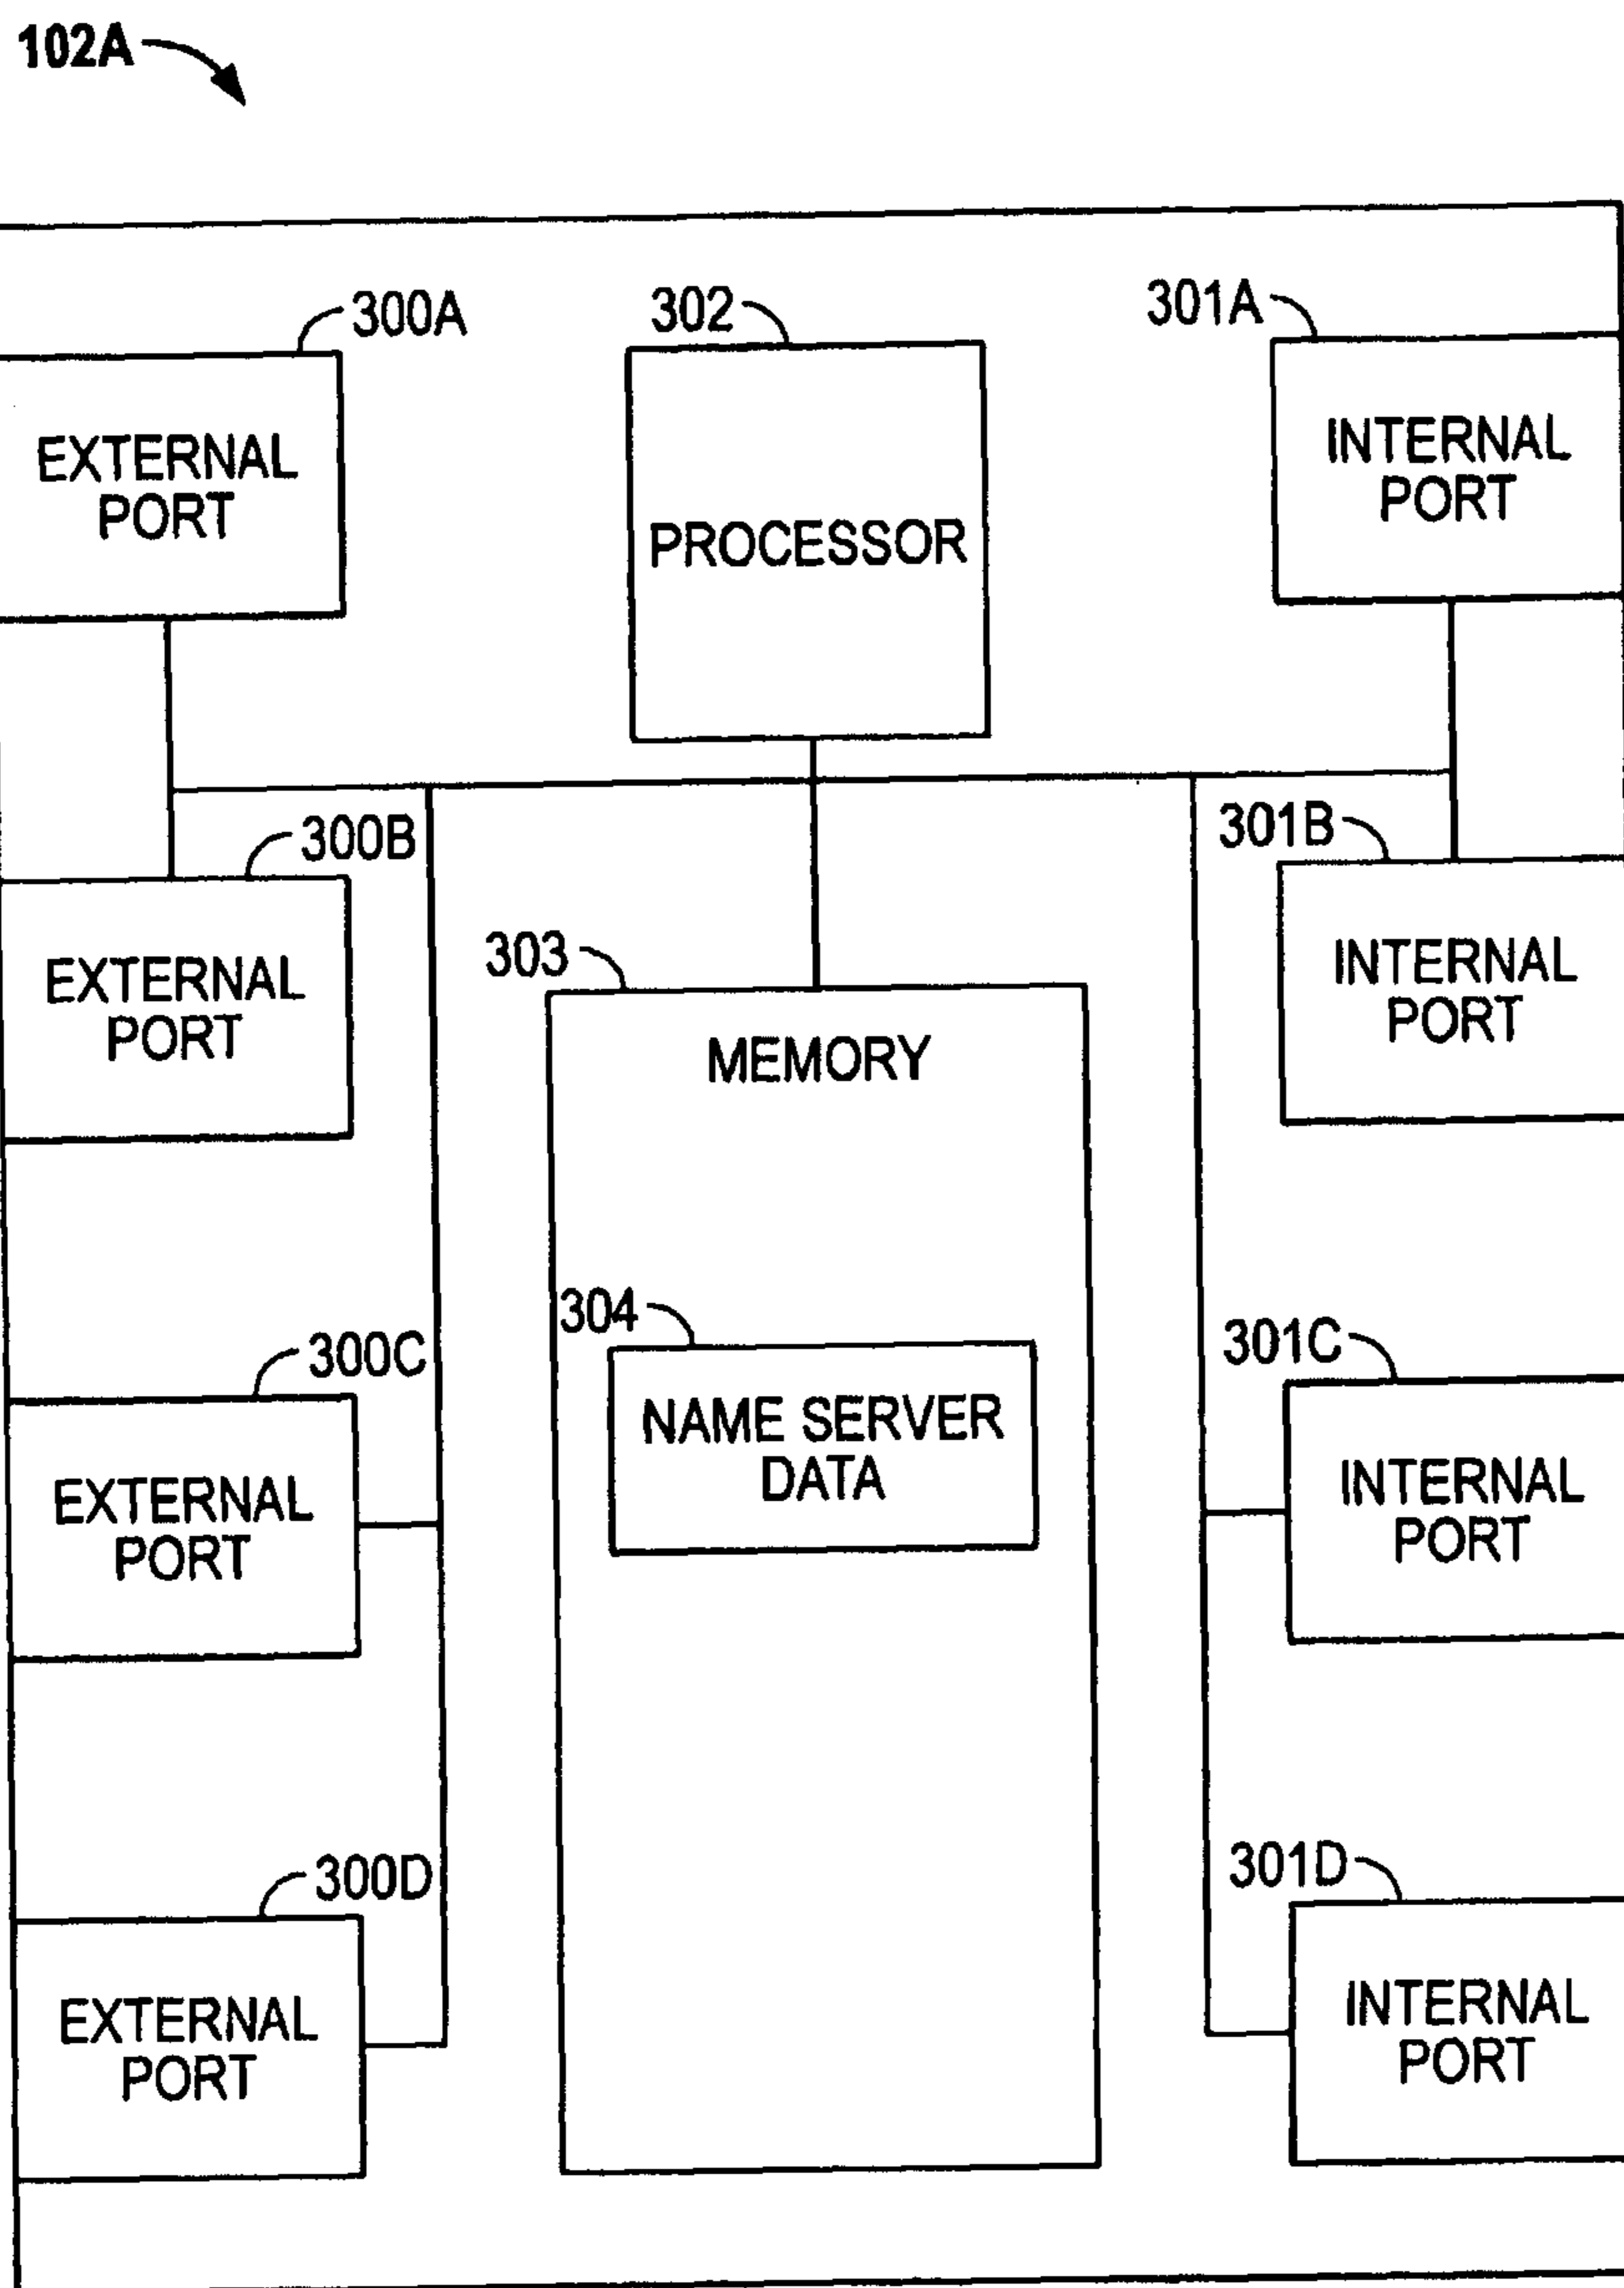 102A
300A
302
301A
EXTERNAL
PORT
PROCESSOR
INTERNAL
PORT
300B
301B
EXTERNAL
PORT
303
MEMORY
INTERNAL
PORT
304
NAME SERVER
DATA
300C
301C
EXTERNAL
PORT
INTERNAL
PORT
300D
301D
EXTERNAL
PORT
INTERNAL
PORT